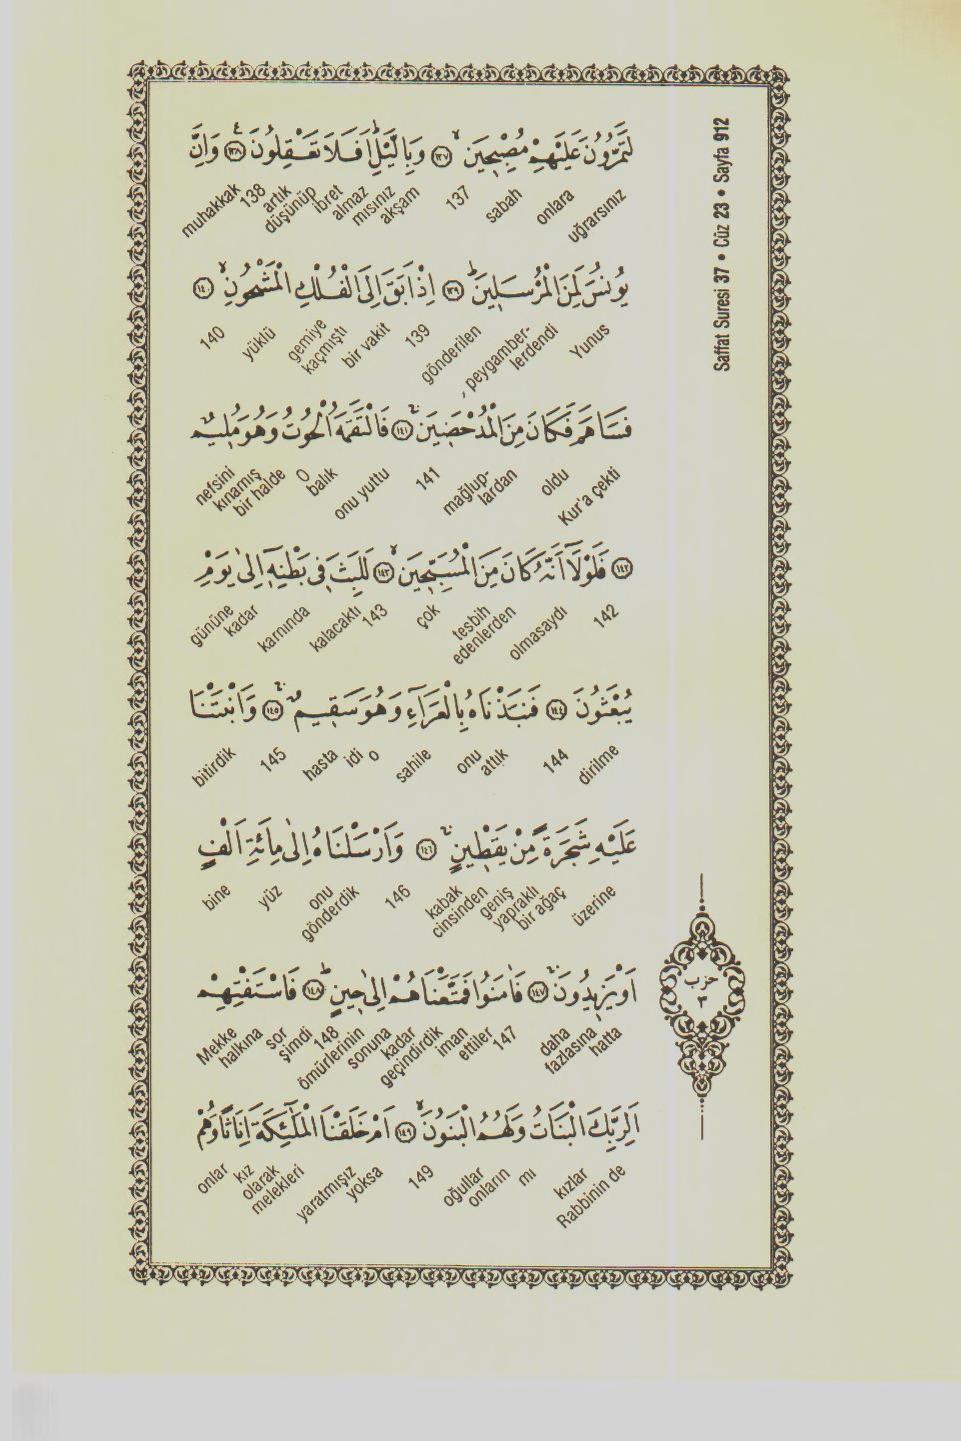 Saffat Suresi 37 • Cüz 23 • Sayfa 912
لَتَمُرُّونَ عَلَيْهِمْ مُصْبِحٖينَۙ ﴿١٣٧﴾ وَبِالَّيْلِؕ اَفَلَا تَعْقِلُونَ۟ ﴿١٣٨﴾ وَاِنَّ
uğrarsınız onlara sabah 137 akşam ibret almaz mısınız artık düşünüp 138 muhakkak
يُونُسَ لَمِنَ الْمُرْسَلٖينَؕ ﴿١٣٩﴾ اِذْ اَبَقَ اِلَى الْفُلْكِ الْمَشْحُونِۙ ﴿١٤٠﴾
Yunus peygamber-lerdendi gönderilen 139 bir vakit gemiye kaçmıştı yüklü 140
فَسَاهَمَ فَكَانَ مِنَ الْمُدْحَضٖينَۚ ﴿١٤١﴾ فَالْتَقَمَهُ الْحُوتُ وَهُوَ مُلٖيمٌ
Kur'a çekti oldu mağlup-lardan 141 onu yuttu balık O nefsini kınamış bir halde
﴿١٤٢﴾ فَلَوْلَٓا اَنَّهُ كَانَ مِنَ الْمُسَبِّحٖينَۙ ﴿١٤٣﴾ لَلَبِثَ فٖى بَطْنِهٖٓ اِلٰى يَوْمِ
142 olmasaydı tesbih edenlerden çok 143 kalacaktı karnında gününe kadar
يُبْعَثُونَ ﴿١٤٤﴾ فَنَبَذْنَاهُ بِالْعَرَٓاءِ وَهُوَ سَقٖيمٌۚ ﴿١٤٥﴾ وَاَنْبَتْنَا
dirilme 144 onu attık sahile o idi hasta 145 bitirdik
عَلَيْهِ شَجَرَةً مِنْ يَقْطٖينٍۚ ﴿١٤٦﴾ وَاَرْسَلْنَاهُ اِلٰى مِائَةِ اَلْفٍ
üzerine kabak cinsinden geniş yapraklı bir ağaç 146 onu gönderdik yüz bine
اَوْ يَزٖيدُونَۚ ﴿١٤٧﴾ فَاٰمَنُوا فَمَتَّعْنَاهُمْ اِلٰى حٖينٍؕ ﴿١٤٨﴾ فَاسْتَفْتِهِمْ
hatta daha fazlasına 147 iman ettiler ömürlerinin sonuna kadar geçindirdik 148 sor şimdi Mekke halkına
حزب ٣
اَلِرَبِّكَ الْبَنَاتُ وَلَهُمُ الْبَنُونَۙ ﴿١٤٩﴾ اَمْ خَلَقْنَا الْمَلٰٓئِكَةَ اِنَاثًا وَهُمْ
Rabbinin de kızlar mı oğullar onların 149 yaratmışız yoksa kız olarak melekleri onlar